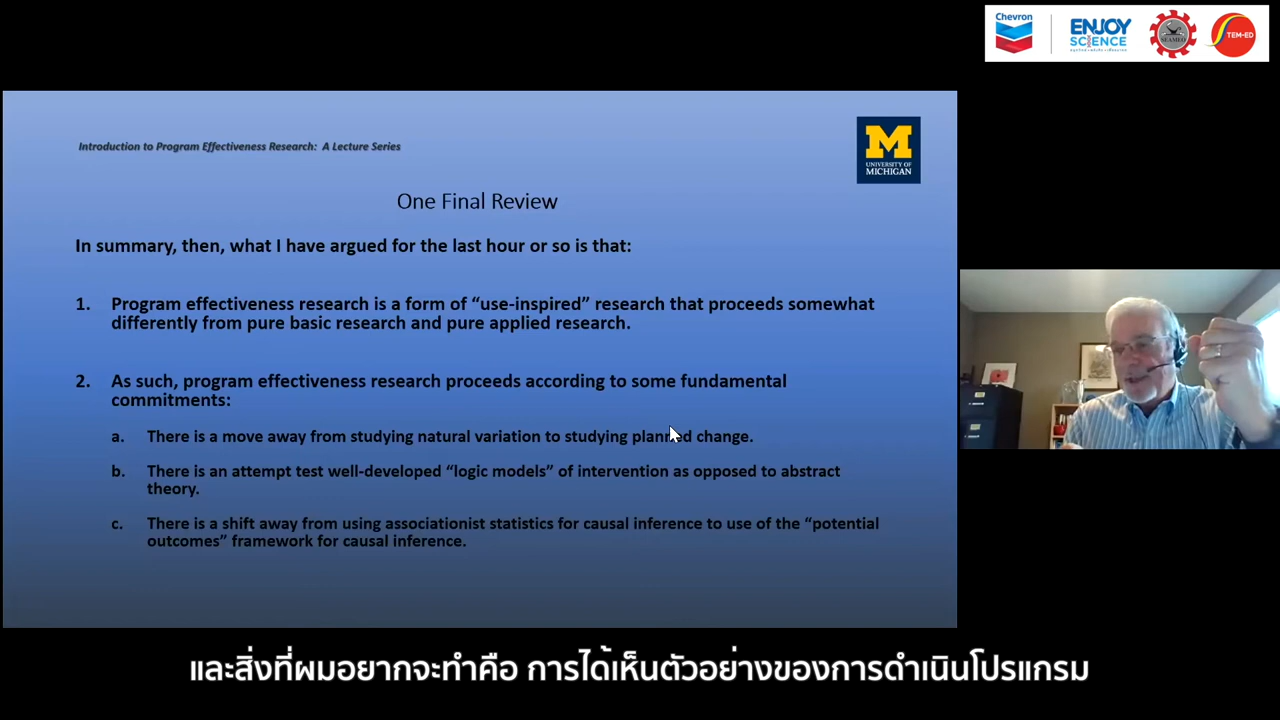 Chevron
ENJOY
SCIENCE
SEAMEO
STEM-ED
Introduction to Program Effectiveness Research: A Lecture Series
M
UNIVERSITY OF
MICHIGAN
One Final Review
In summary, then, what I have argued for the last hour or so is that:
1. Program effectiveness research is a form of “use-inspired” research that proceeds somewhat
differently from pure basic research and pure applied research.
2. As such, program effectiveness research proceeds according to some fundamental
commitments:
a. There is a move away from studying natural variation to studying planned change.
b. There is an attempt test well-developed “logic models” of intervention as opposed to abstract
theory.
c. There is a shift away from using associationist statistics for causal inference to use of the “potential
outcomes” framework for causal inference.
และสิ่งที่ผมอยากจะทำคือ การได้เห็นตัวอย่างของการดำเนินโปรแกรม